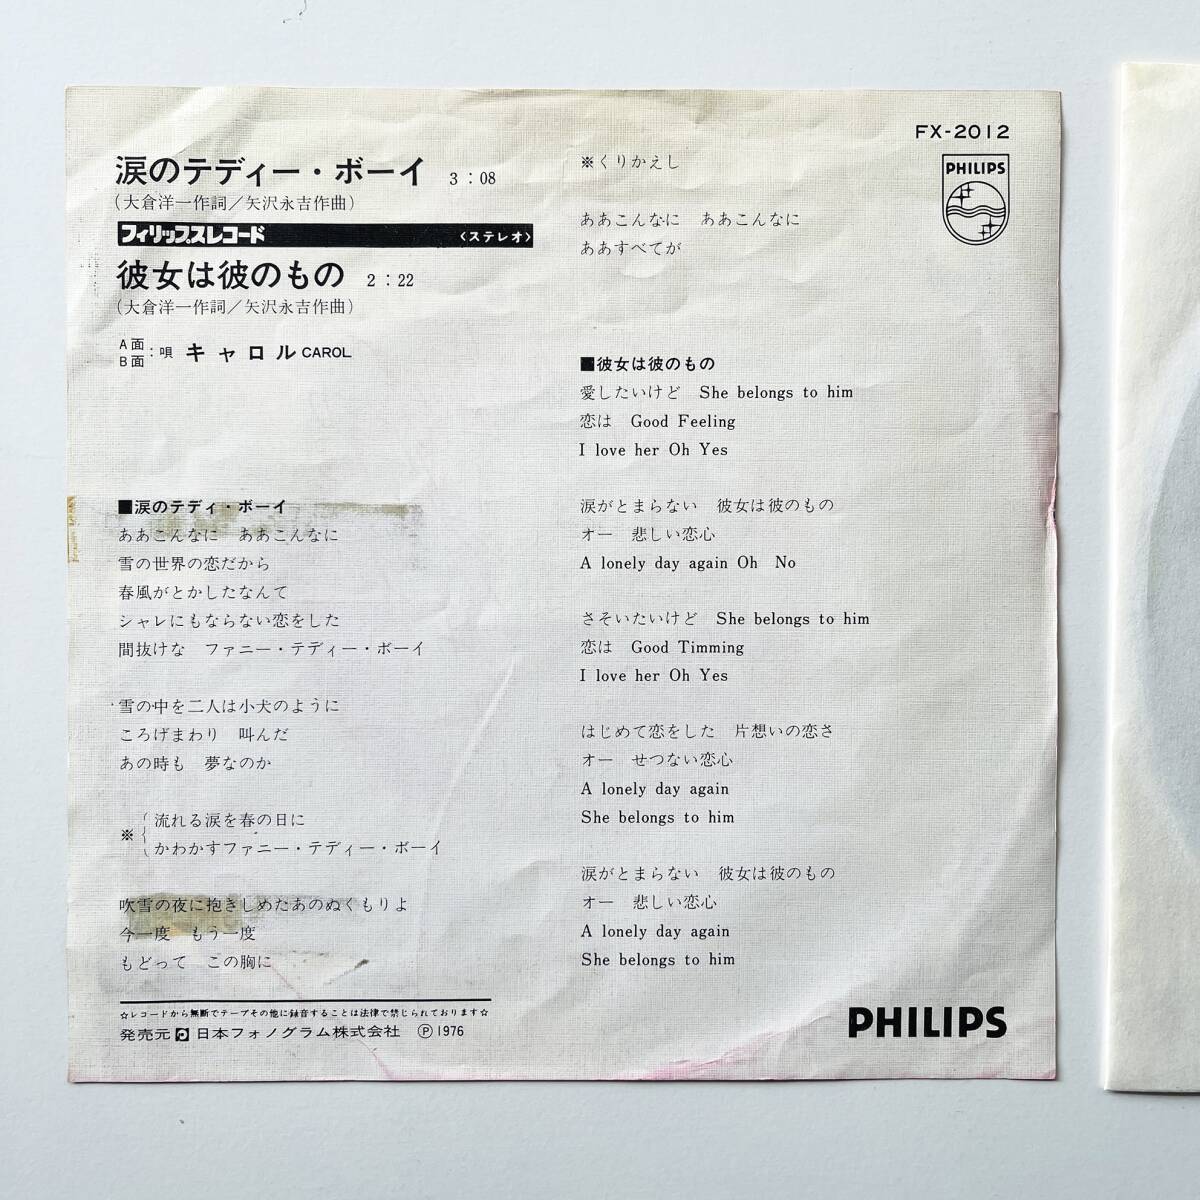 涙のテディー・ボーイ 3:08
(大倉洋一作詞/矢沢永吉作曲)
フィリップスレコード 〈ステレオ〉
彼女は彼のもの 2:22
(大倉洋一作詞/矢沢永吉作曲)
A面
B面:唄 キャロル CAROL
■涙のテディ・ボーイ
ああこんなに ああこんなに
雪の世界の恋だから
春風がとかしたなんて
シャレにもならない恋をした
間抜けな ファニー・テディー・ボーイ
雪の中を二人は小犬のように
ころげまわり 叫んだ
あの時も 夢なのか
※ 流れる涙を春の日に
かわかすファニー・テディー・ボーイ
吹雪の夜に抱きしめたあのぬくもりよ
今一度 もう一度
もどって この胸に
☆レコードから無断でテープその他に録音することは法律で禁じられております☆
発売元 日本フォノグラム株式会社 Ⓟ1976
FX-2012
PHILIPS
※くりかえし
ああこんなに ああこんなに
ああすべてが
■彼女は彼のもの
愛したいけど She belongs to him
恋は Good Feeling
I love her Oh Yes
涙がとまらない 彼女は彼のもの
オー 悲しい恋心
A lonely day again Oh No
さそいたいけど She belongs to him
恋は Good Timming
I love her Oh Yes
はじめて恋をした 片想いの恋さ
オー せつない恋心
A lonely day again
She belongs to him
涙がとまらない 彼女は彼のもの
オー 悲しい恋心
A lonely day again
She belongs to him
PHILIPS